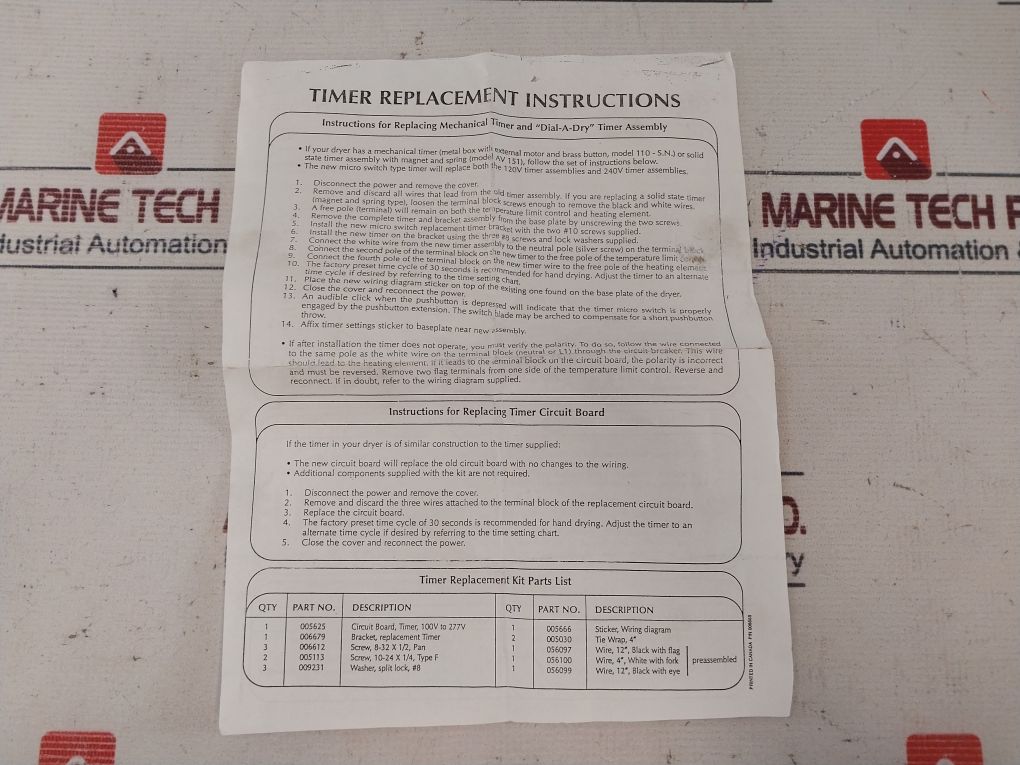 MARINE TECH
Industrial Automation
MARINE TECH
Industrial Automation &
TIMER REPLACEMENT INSTRUCTIONS
Instructions for Replacing Mechanical Timer and “Dial-A-Dry” Timer Assembly
• If your dryer has a mechanical timer (metal box with external motor and brass button, model 110 - S.N.) or solid
state timer assembly with magnet and spring (model AV 151), follow the set of instructions below.
• The new micro switch type timer will replace both the 120V timer assemblies and 240V timer assemblies.
1. Disconnect the power and remove the cover.
2. Remove and discard all wires that lead from the old timer assembly. If you are replacing a solid state timer
(magnet and spring type), loosen the terminal block screws enough to remove the black and white wires.
3. A free pole (terminal) will remain on both the temperature limit control and heating element.
4. Remove the complete timer and bracket assembly from the base plate by unscrewing the two screws.
5. Install the new micro switch replacement timer bracket with the two #10 screws supplied.
6. Install the new timer on the bracket using the three #8 screws and lock washers supplied.
7. Connect the white wire from the new timer assembly to the neutral pole (silver screw) on the terminal block
8. Connect the second pole of the terminal block on the new timer to the free pole of the temperature limit control
9. Connect the fourth pole of the terminal block on the new timer wire to the free pole of the heating element
10. The factory preset time cycle of 30 seconds is recommended for hand drying. Adjust the timer to an alternate
time cycle if desired by referring to the time setting chart.
11. Place the new wiring diagram sticker on top of the existing one found on the base plate of the dryer.
12. Close the cover and reconnect the power.
13. An audible click when the pushbutton is depressed will indicate that the timer micro switch is properly
engaged by the pushbutton extension. The switch blade may be arched to compensate for a short pushbutton
throw.
14. Affix timer settings sticker to baseplate near new assembly.
• If after installation the timer does not operate, you must verify the polarity. To do so, follow the wire connected
to the same pole as the white wire on the terminal block (neutral or L1) through the circuit breaker. This wire
should lead to the heating element. If it leads to the terminal block on the circuit board, the polarity is incorrect
and must be reversed. Remove two flag terminals from one side of the temperature limit control. Reverse and
reconnect. If in doubt, refer to the wiring diagram supplied.
Instructions for Replacing Timer Circuit Board
If the timer in your dryer is of similar construction to the timer supplied:
• The new circuit board will replace the old circuit board with no changes to the wiring.
• Additional components supplied with the kit are not required.
1. Disconnect the power and remove the cover.
2. Remove and discard the three wires attached to the terminal block of the replacement circuit board.
3. Replace the circuit board.
4. The factory preset time cycle of 30 seconds is recommended for hand drying. Adjust the timer to an
alternate time cycle if desired by referring to the time setting chart.
5. Close the cover and reconnect the power.
Timer Replacement Kit Parts List
QTY PART NO. DESCRIPTION QTY PART NO. DESCRIPTION
1 005625 Circuit Board, Timer, 100V to 277V 1 005666 Sticker, Wiring diagram
1 006679 Bracket, replacement Timer 2 005030 Tie Wrap, 4"
3 006612 Screw, 8-32 X 1/2, Pan 1 056097 Wire, 12", Black with flag
2 005113 Screw, 10-24 X 1/4, Type F 1 056100 Wire, 4", White with fork preassembled
3 009231 Washer, split lock, #8 1 056099 Wire, 12", Black with eye